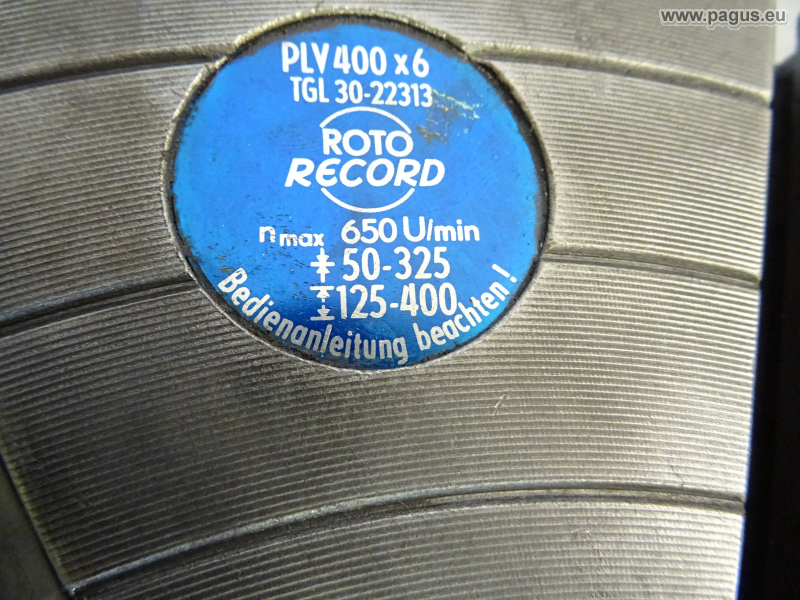 www.pagus.eu
PLV 400 x 6
TGL 30-22313
ROTO
RECORD
nmax 650 U/min
50-325
125-400
Bedienanleitung beachten!